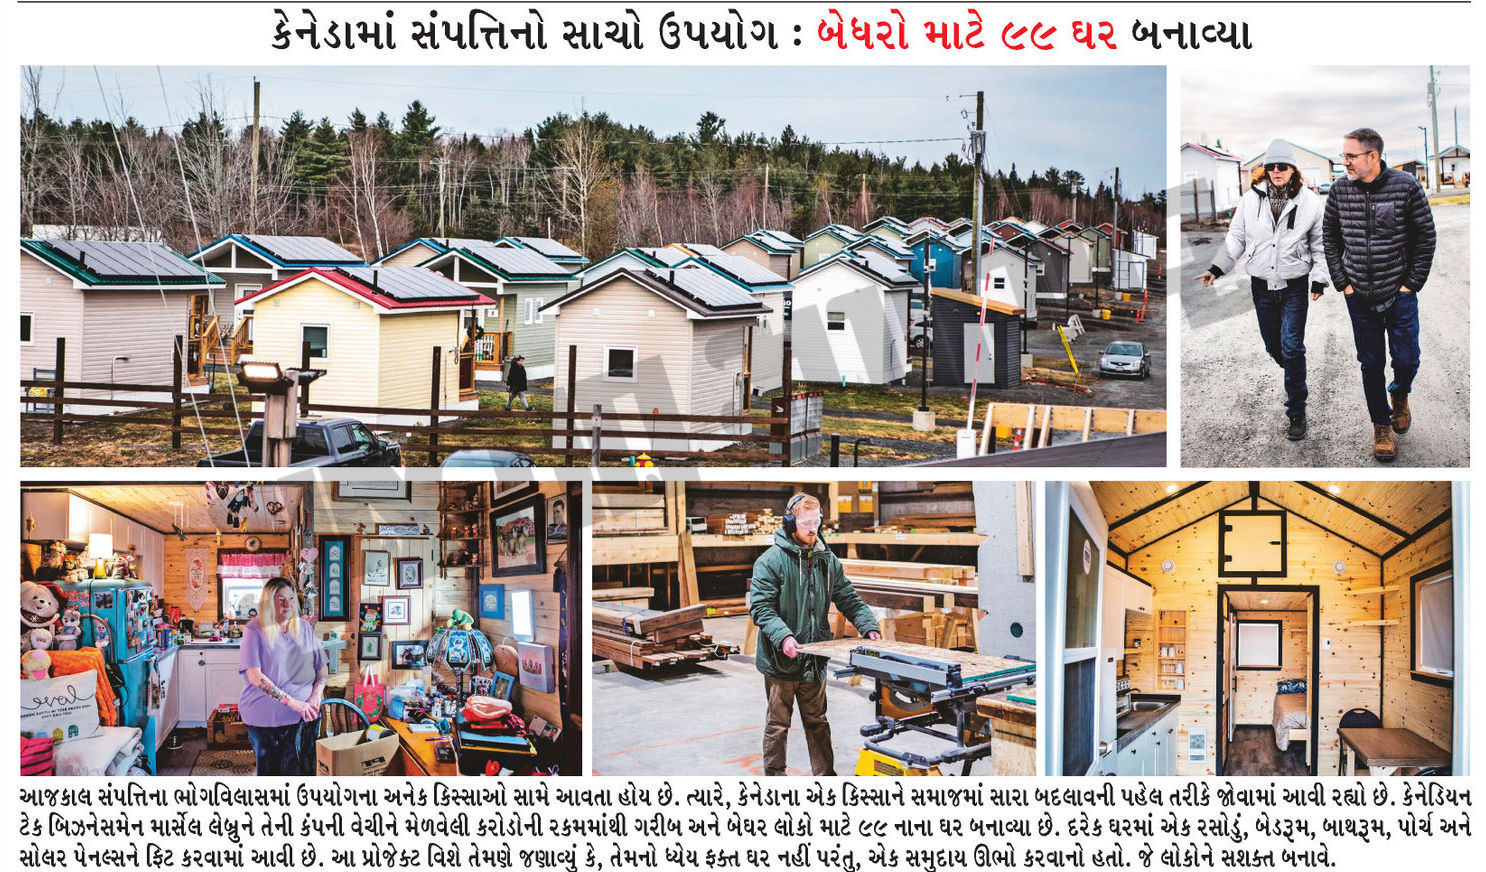 કેનેડામાં સંપત્તિનો સાચો ઉપયોગ : બેઘરો માટે ૯૯ ઘર બનાવ્યા
આજકાલ સંપત્તિના ભોગવિલાસમાં ઉપયોગના અનેક કિસ્સાઓ સામે આવતા હોય છે. ત્યારે, કેનેડાના એક કિસ્સાને સમાજમાં સારા બદલાવની પહેલ તરીકે જોવામાં આવી રહ્યો છે. કેનેડિયન
ટેક બિઝનેસમેન માર્સેલ લેબ્રુને તેની કંપની વેચીને મેળવેલી કરોડોની રકમમાંથી ગરીબ અને બેઘર લોકો માટે ૯૯ નાના ઘર બનાવ્યા છે. દરેક ઘરમાં એક રસોડું, બેડરૂમ, બાથરૂમ, પોર્ચ અને
સોલર પેનલ્સને ફિટ કરવામાં આવી છે. આ પ્રોજેક્ટ વિશે તેમણે જણાવ્યું કે, તેમનો ધ્યેય ફક્ત ઘર નહીં પરંતુ, એક સમુદાય ઊભો કરવાનો હતો. જે લોકોને સશક્ત બનાવે.